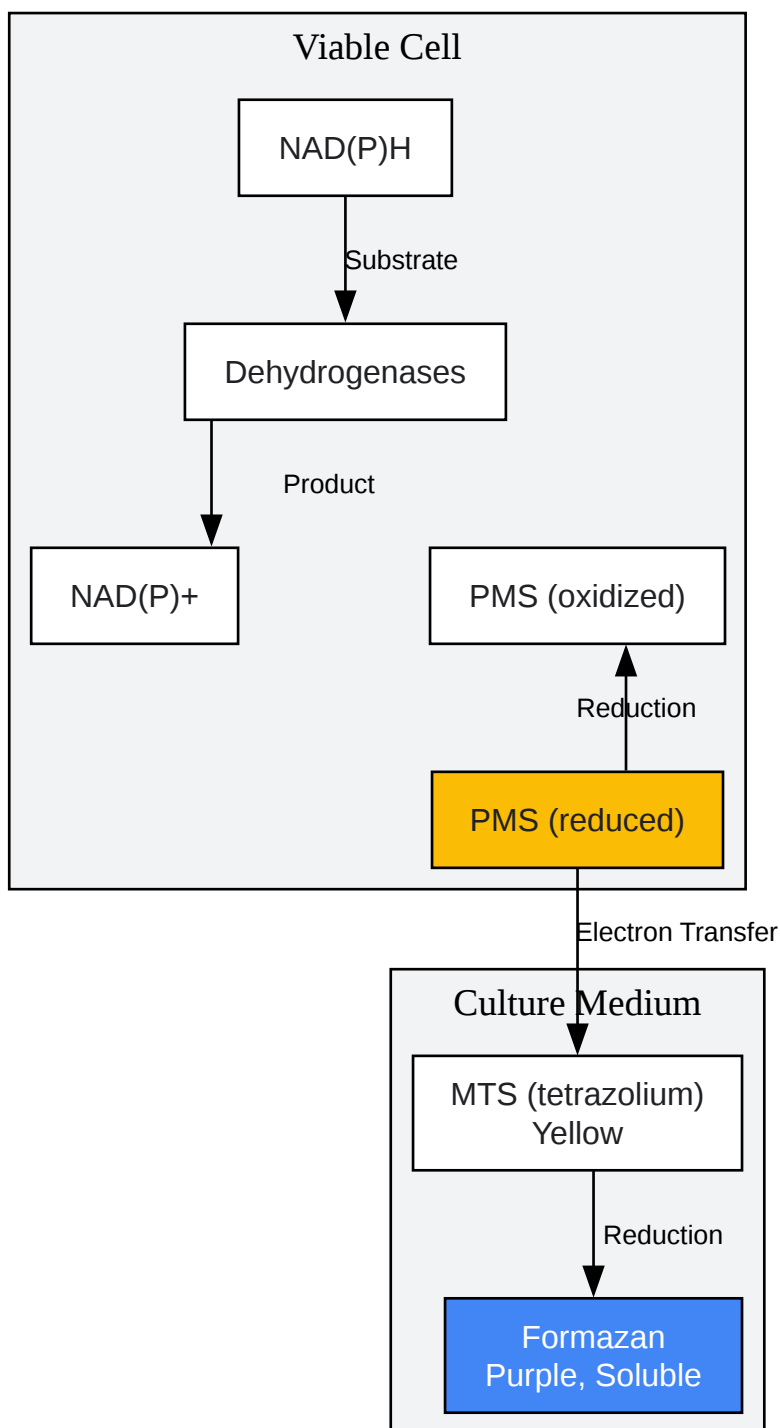 Viable Cell
NAD(P)H
Substrate
Dehydrogenases
Product
NAD(P)+
PMS (oxidized)
Reduction
PMS (reduced)
Electron Transfer
Culture Medium
MTS (tetrazolium)
Yellow
Reduction
Formazan
Purple, Soluble